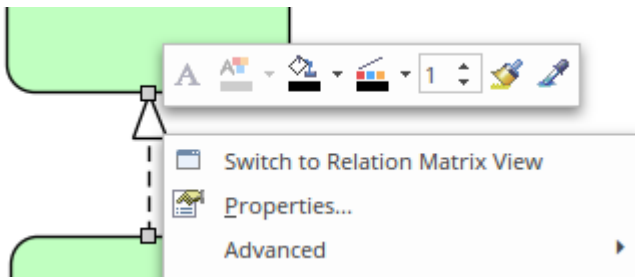 A A
1
Switch to Relation Matrix View
Properties...
Advanced